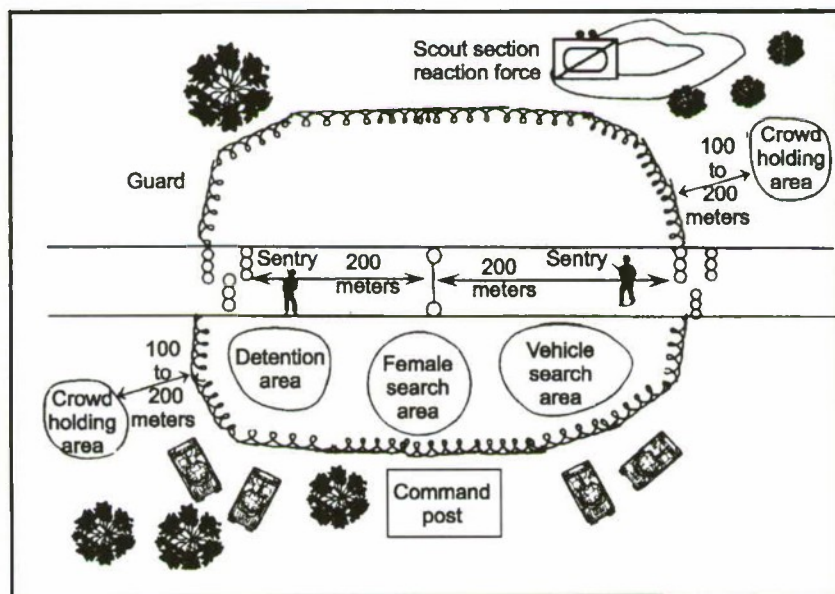 Scout section
reaction force
Crowd
holding
area
100
to
200
meters
Guard
Sentry
200
meters
200
meters
Sentry
Detention
area
Female
search
area
Vehicle
search
area
100
to
200
meters
Crowd
holding
area
Command
post